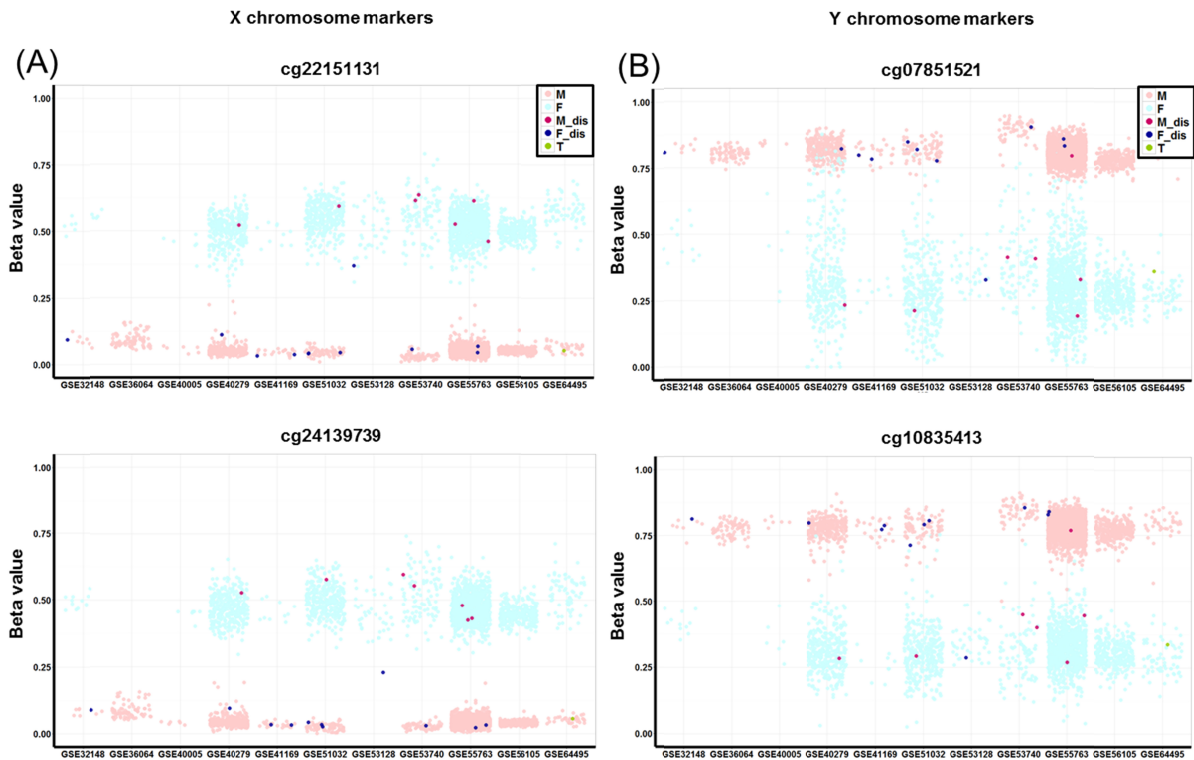 X chromosome markers
Y chromosome markers
(A)
(B)
cg22151131
cg07851521
M
F
M_dis
F_dis
T
M
F
M_dis
F_dis
T
Beta value
1.00
0.75
0.50
0.25
0.00
GSE32148 GSE36064 GSE40005 GSE40279 GSE41169 GSE51032 GSE53128 GSE53740 GSE55763 GSE56105 GSE64495
Beta value
1.00
0.75
0.50
0.25
0.00
GSE32148 GSE36064 GSE40005 GSE40279 GSE41169 GSE51032 GSE53128 GSE53740 GSE55763 GSE56105 GSE64495
cg24139739
cg10835413
Beta value
1.00
0.75
0.50
0.25
0.00
GSE32148 GSE36064 GSE40005 GSE40279 GSE41169 GSE51032 GSE53128 GSE53740 GSE55763 GSE56105 GSE64495
Beta value
1.00
0.75
0.50
0.25
0.00
GSE32148 GSE36064 GSE40005 GSE40279 GSE41169 GSE51032 GSE53128 GSE53740 GSE55763 GSE56105 GSE64495